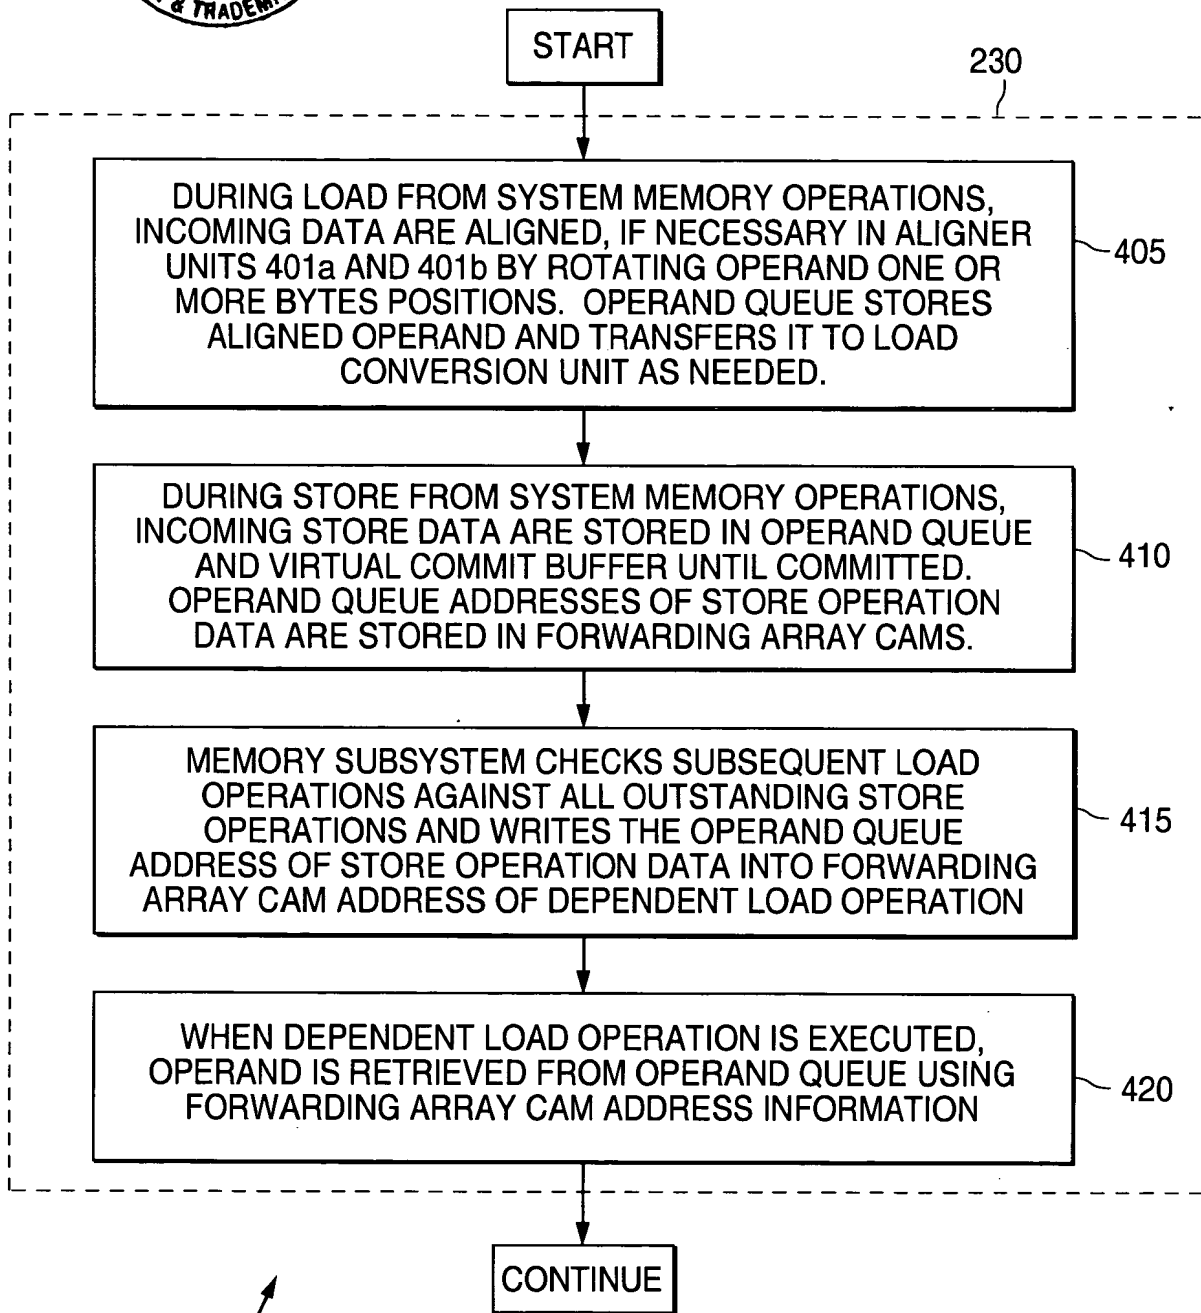 & TRADEM
START
230
DURING LOAD FROM SYSTEM MEMORY OPERATIONS,
INCOMING DATA ARE ALIGNED, IF NECESSARY IN ALIGNER
UNITS 401a AND 401b BY ROTATING OPERAND ONE OR
MORE BYTES POSITIONS. OPERAND QUEUE STORES
ALIGNED OPERAND AND TRANSFERS IT TO LOAD
CONVERSION UNIT AS NEEDED.
405
DURING STORE FROM SYSTEM MEMORY OPERATIONS,
INCOMING STORE DATA ARE STORED IN OPERAND QUEUE
AND VIRTUAL COMMIT BUFFER UNTIL COMMITTED.
OPERAND QUEUE ADDRESSES OF STORE OPERATION
DATA ARE STORED IN FORWARDING ARRAY CAMS.
410
MEMORY SUBSYSTEM CHECKS SUBSEQUENT LOAD
OPERATIONS AGAINST ALL OUTSTANDING STORE
OPERATIONS AND WRITES THE OPERAND QUEUE
ADDRESS OF STORE OPERATION DATA INTO FORWARDING
ARRAY CAM ADDRESS OF DEPENDENT LOAD OPERATION
415
WHEN DEPENDENT LOAD OPERATION IS EXECUTED,
OPERAND IS RETRIEVED FROM OPERAND QUEUE USING
FORWARDING ARRAY CAM ADDRESS INFORMATION
420
CONTINUE